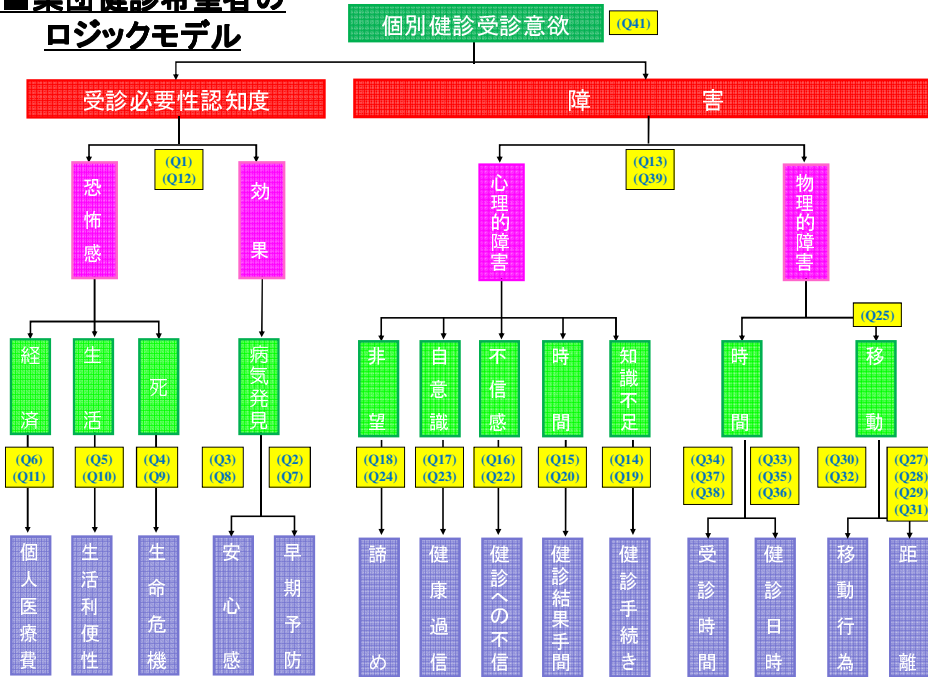 ■集団健診希望者の
ロジックモデル
個別健診受診意欲
(Q41)
受診必要性認知度
障 害
(Q1)
(Q12)
(Q13)
(Q39)
恐怖感
効果
心理的障害
物理的障害
(Q25)
経済
生活
死
病気発見
非望
自意識
不信感
時間
知識不足
時間
移動
(Q6)
(Q11)
(Q5)
(Q10)
(Q4)
(Q9)
(Q3)
(Q8)
(Q2)
(Q7)
(Q18)
(Q24)
(Q17)
(Q23)
(Q16)
(Q22)
(Q15)
(Q20)
(Q14)
(Q19)
(Q34)
(Q37)
(Q38)
(Q33)
(Q35)
(Q36)
(Q30)
(Q32)
(Q27)
(Q28)
(Q29)
(Q31)
個人医療費
生活利便性
生命危機
安心感
早期予防
諦め
健康過信
健診への不信
健診結果手間
健診手続き
受診時間
健診日時
移動行為
距離